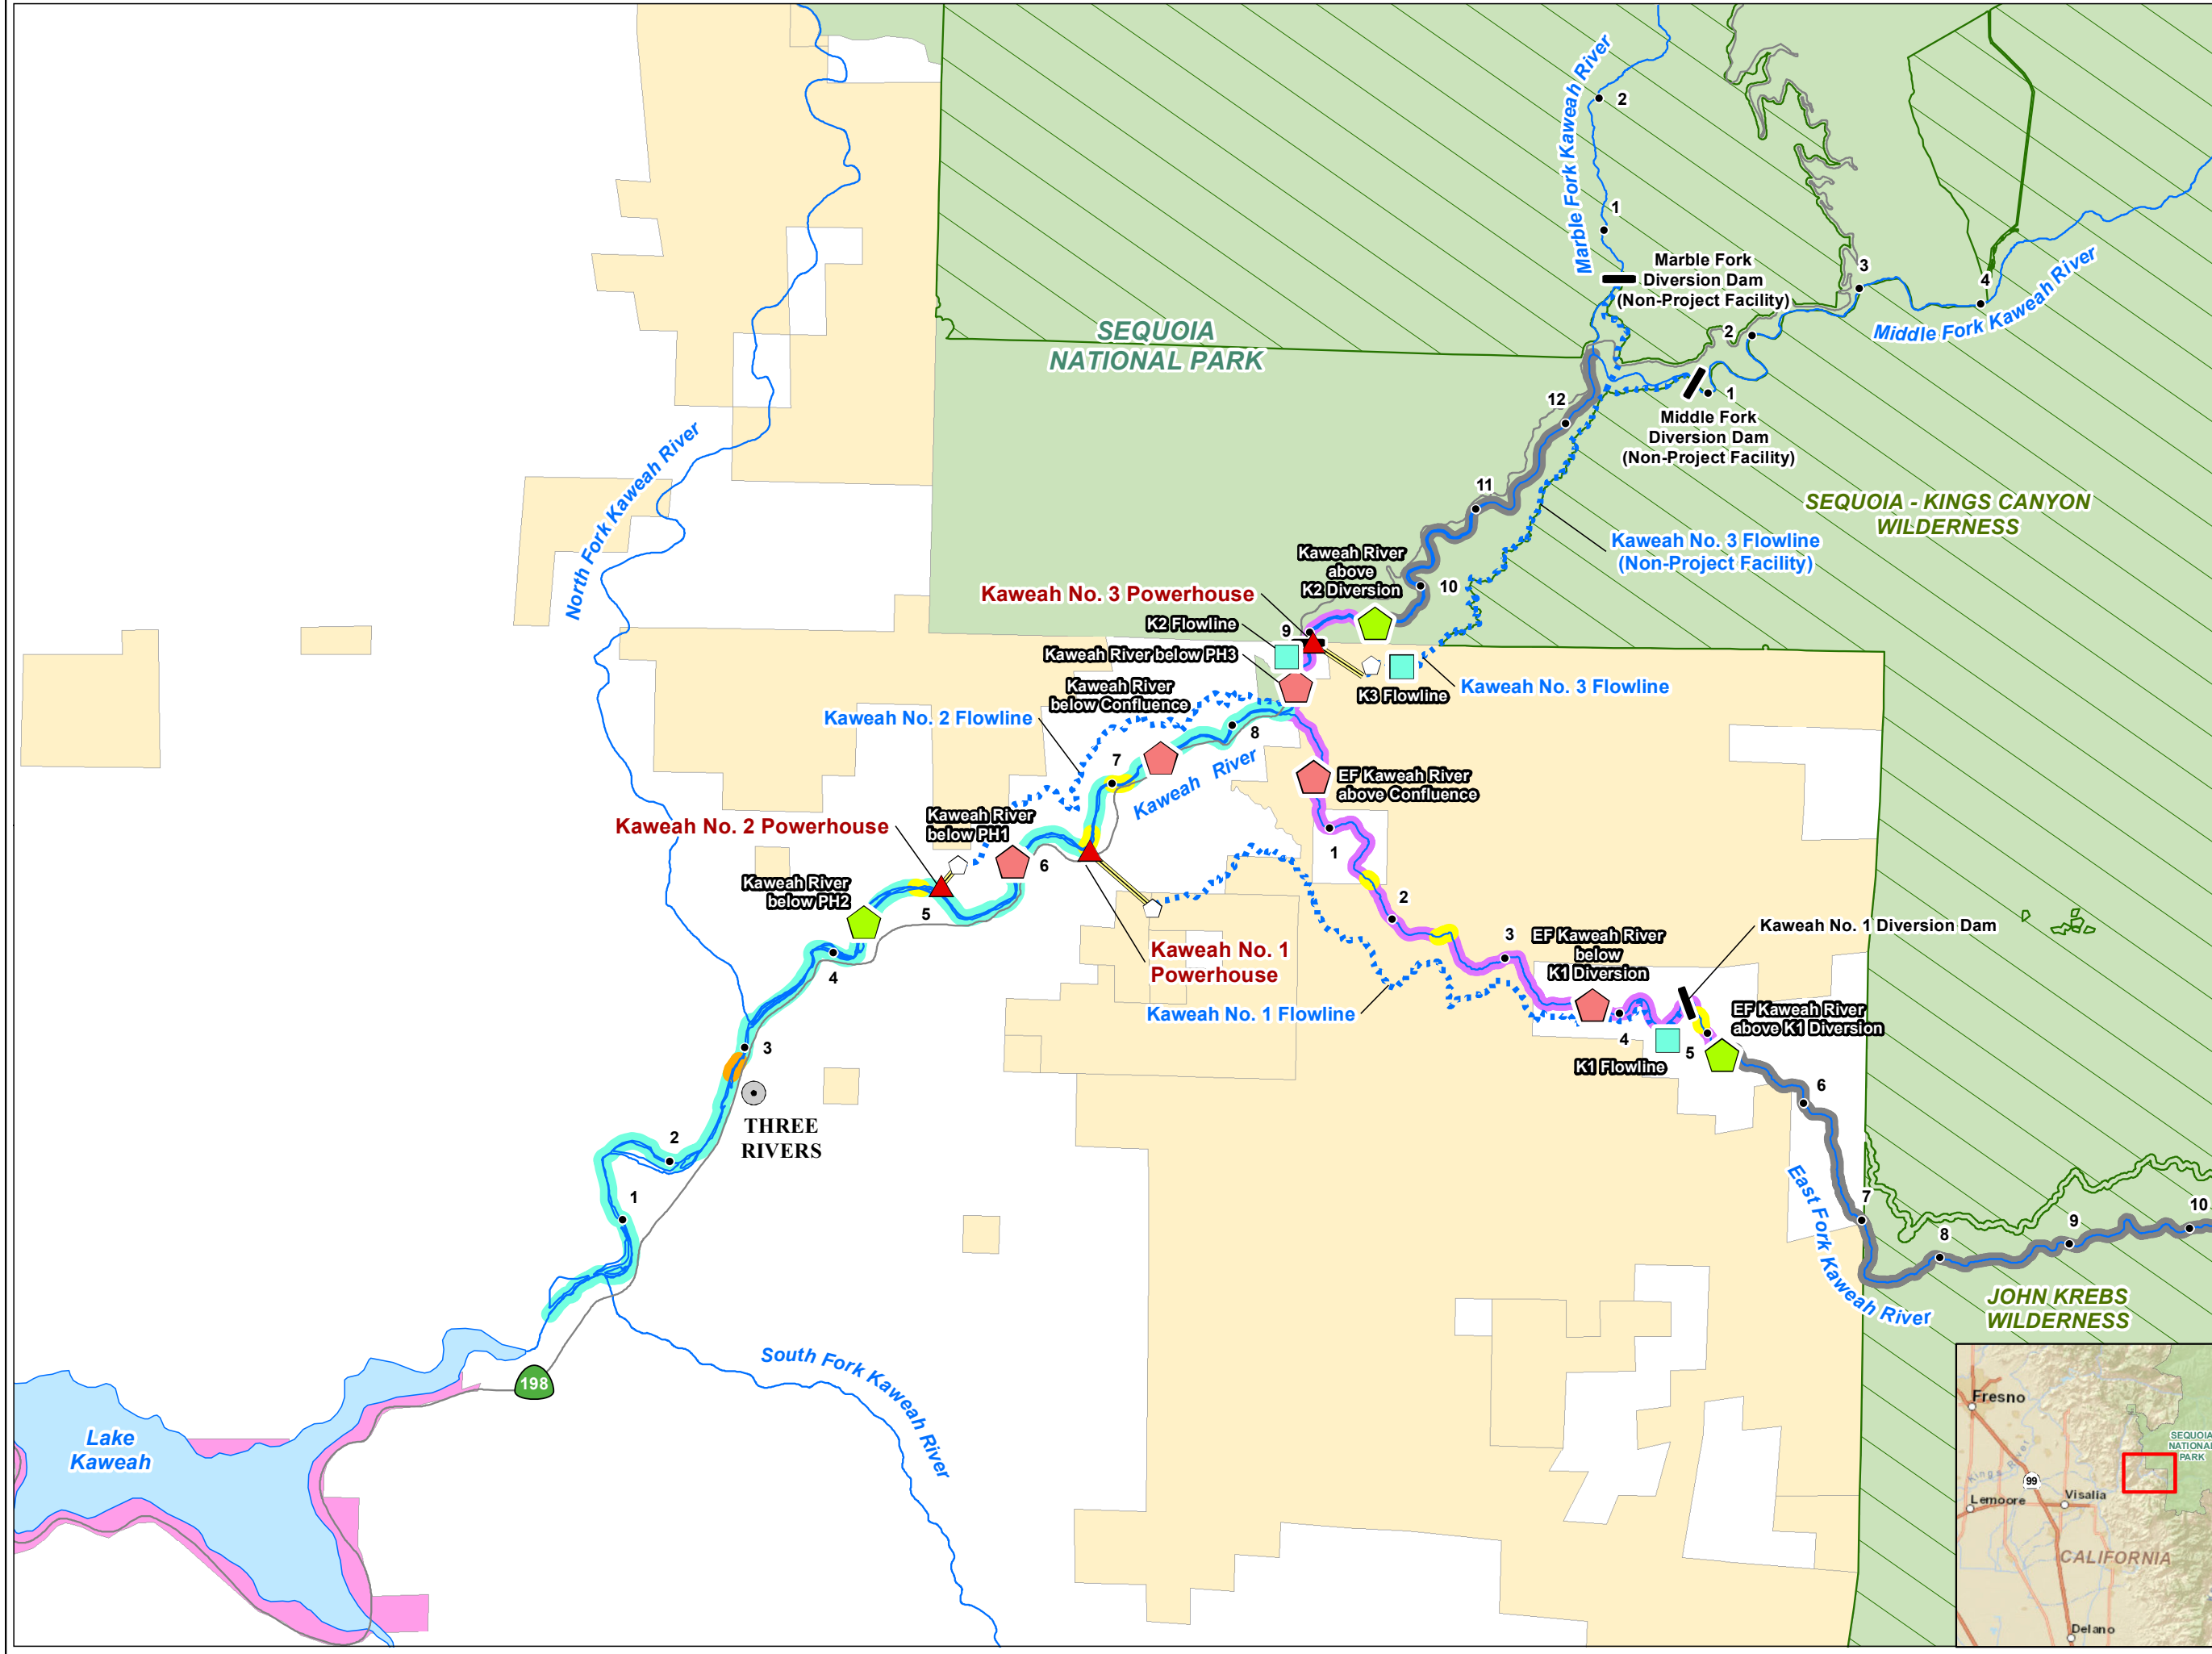 Marble Fork Kaweah River
2
1
Marble Fork
Diversion Dam
(Non-Project Facility)
3
4
Middle Fork Kaweah River
2
1
Middle Fork
Diversion Dam
(Non-Project Facility)
SEQUOIA
NATIONAL PARK
12
11
10
North Fork Kaweah River
SEQUOIA - KINGS CANYON
WILDERNESS
Kaweah No. 3 Flowline
(Non-Project Facility)
Kaweah River
above
K2 Diversion
Kaweah No. 3 Powerhouse
K2 Flowline
9
Kaweah River below PH3
K3 Flowline
Kaweah No. 3 Flowline
Kaweah River
below Confluence
Kaweah No. 2 Flowline
8
7
Kaweah River
EF Kaweah River
above Confluence
Kaweah River
below PH1
Kaweah No. 2 Powerhouse
6
1
Kaweah River
below PH2
5
2
Kaweah No. 1
Powerhouse
3
EF Kaweah River
below
K1 Diversion
Kaweah No. 1 Diversion Dam
4
Kaweah No. 1 Flowline
EF Kaweah River
above K1 Diversion
4
5
K1 Flowline
3
6
THREE
RIVERS
2
1
East Fork Kaweah River
7
8
9
10
JOHN KREBS
WILDERNESS
South Fork Kaweah River
198
Lake
Kaweah
Fresno
SEQUOIA
NATIONAL
PARK
Kings River
99
Lemoore
Visalia
CALIFORNIA
Delano